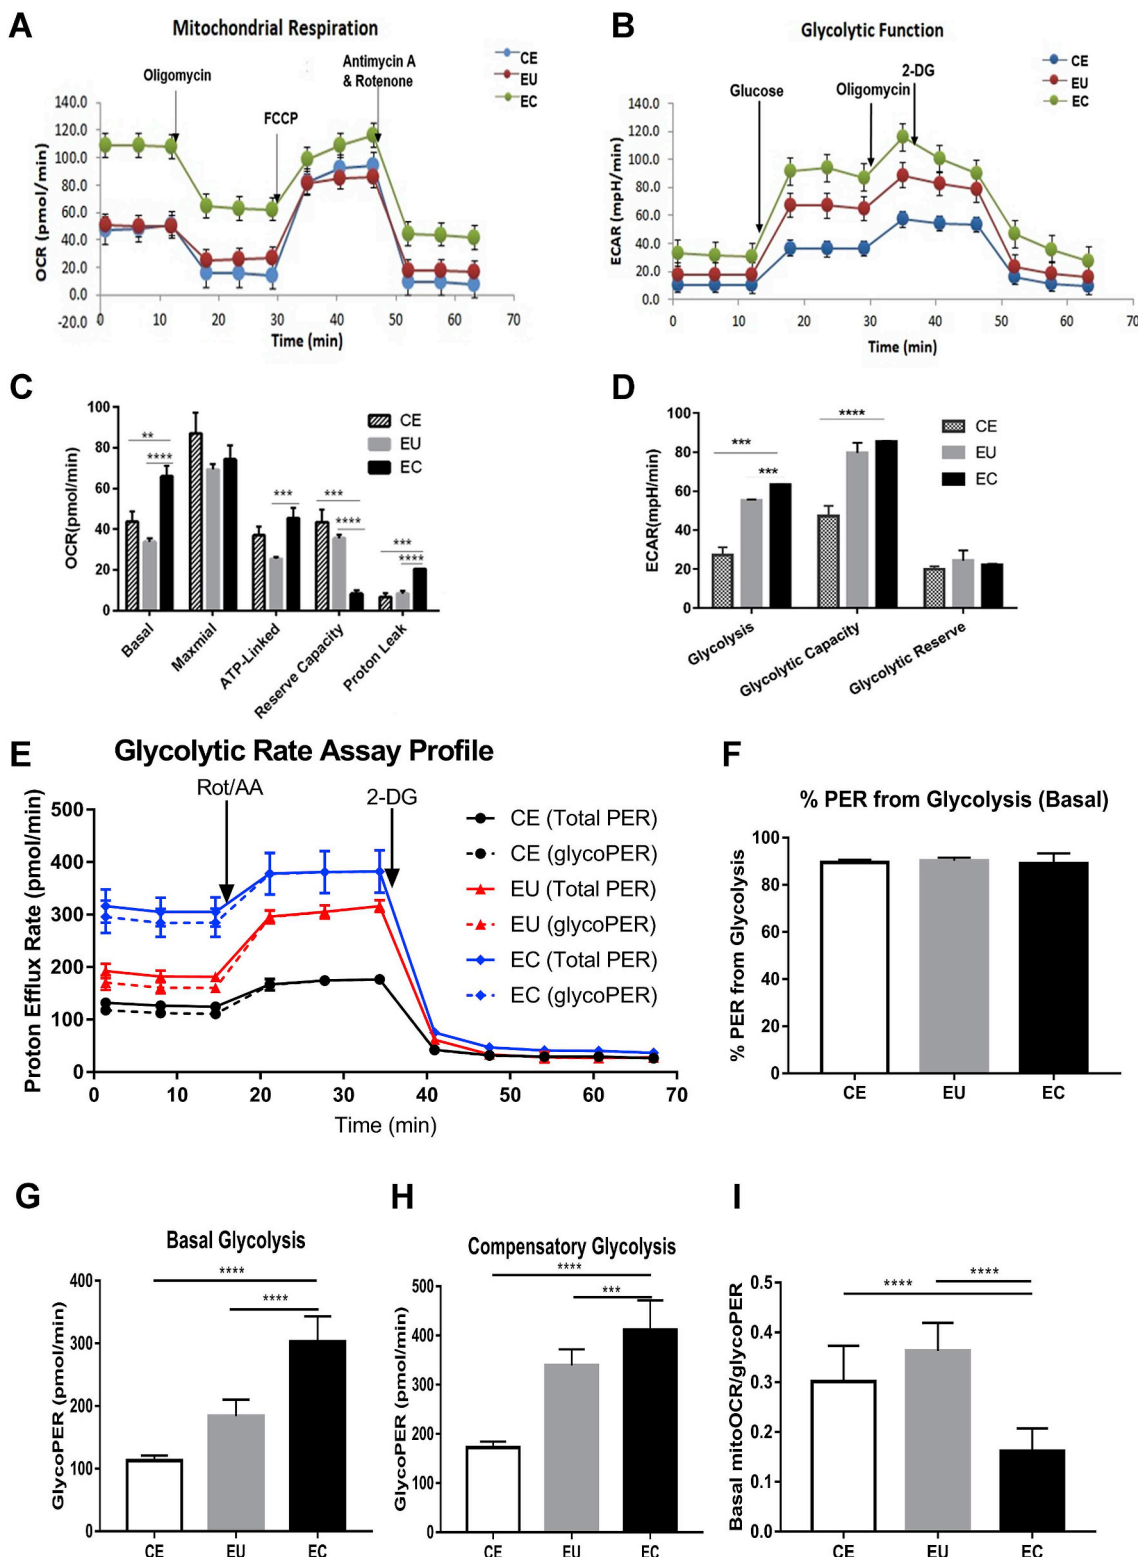 A
Mitochondrial Respiration
CE
EU
EC
Oligomycin
FCCP
Antimycin A
& Rotenone
OCR (pmol/min)
140.0
120.0
100.0
80.0
60.0
40.0
20.0
0.0
-20.0
0 10 20 30 40 50 60 70
Time (min)
B
Glycolytic Function
CE
EU
EC
Glucose
Oligomycin
2-DG
ECAR (mpH/min)
140.0
120.0
100.0
80.0
60.0
40.0
20.0
0.0
0 10 20 30 40 50 60 70
Time (min)
C
OCR(pmol/min)
100
80
60
40
20
0
** **** *** *** **** *** ****
CE
EU
EC
Basal
Maxmial
ATP-Linked
Reserve Capacity
Proton Leak
D
ECAR(mpH/min)
100
80
60
40
20
0
*** *** ****
CE
EU
EC
Glycolysis
Glycolytic Capacity
Glycolytic Reserve
E
Glycolytic Rate Assay Profile
Rot/AA
2-DG
Proton Efflux Rate (pmol/min)
500
400
300
200
100
0
0 10 20 30 40 50 60 70
Time (min)
CE (Total PER)
CE (glycoPER)
EU (Total PER)
EU (glycoPER)
EC (Total PER)
EC (glycoPER)
F
% PER from Glycolysis (Basal)
% PER from Glycolysis
100
80
60
40
20
0
CE EU EC
G
Basal Glycolysis
****
****
GlycoPER (pmol/min)
400
300
200
100
0
CE EU EC
H
Compensatory Glycolysis
****
***
GlycoPER (pmol/min)
500
400
300
200
100
0
CE EU EC
I
****
****
Basal mitoOCR/glycoPER
0.5
0.4
0.3
0.2
0.1
0.0
CE EU EC